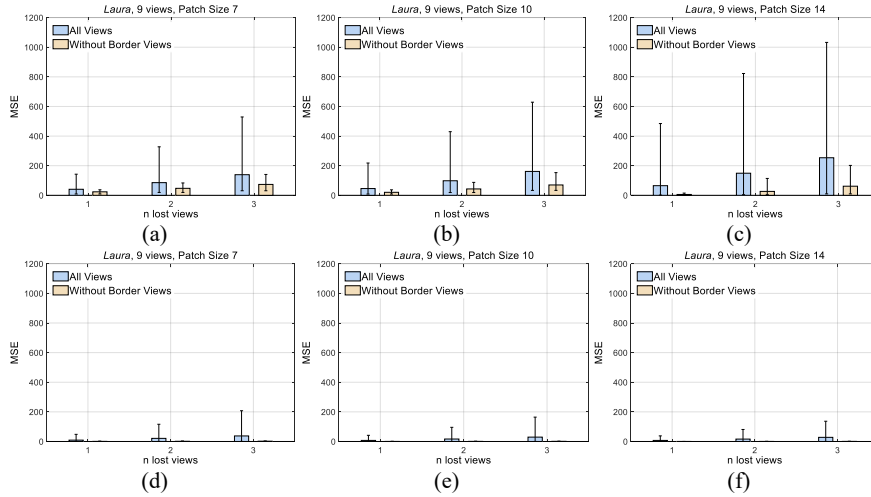 Laura, 9 views, Patch Size 7
1200
1000
800
600
400
200
0
MSE
All Views
Without Border Views
1 2 3
n lost views
(a)
Laura, 9 views, Patch Size 10
1200
1000
800
600
400
200
0
MSE
All Views
Without Border Views
1 2 3
n lost views
(b)
Laura, 9 views, Patch Size 14
1200
1000
800
600
400
200
0
MSE
All Views
Without Border Views
1 2 3
n lost views
(c)
Laura, 9 views, Patch Size 7
1200
1000
800
600
400
200
0
MSE
All Views
Without Border Views
1 2 3
n lost views
(d)
Laura, 9 views, Patch Size 10
1200
1000
800
600
400
200
0
MSE
All Views
Without Border Views
1 2 3
n lost views
(e)
Laura, 9 views, Patch Size 14
1200
1000
800
600
400
200
0
MSE
All Views
Without Border Views
1 2 3
n lost views
(f)